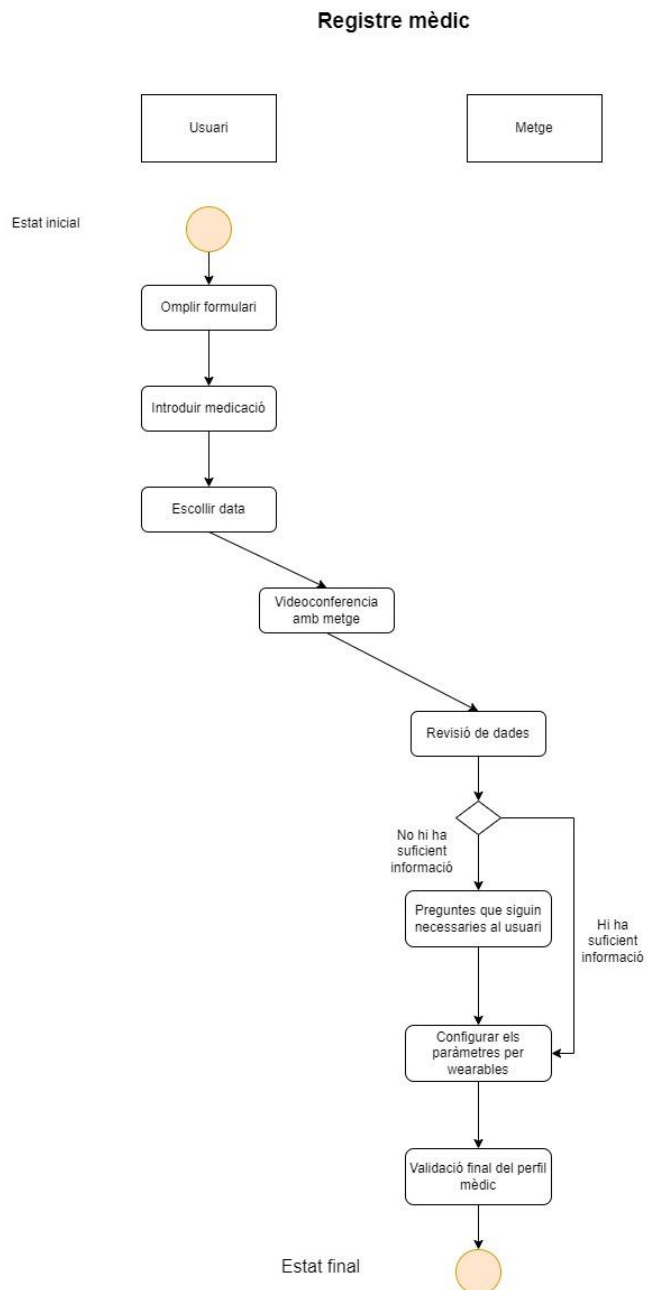 Registre mèdic
Usuari
Metge
Estat inicial
Omplir formulari
Introduir medicació
Escollir data
Videoconferencia
amb metge
Revisió de dades
No hi ha
suficient
informació
Preguntes que siguin
necessaries al usuari
Hi ha
suficient
informació
Configurar els
paràmetres per
wearables
Validació final del perfil
mèdic
Estat final